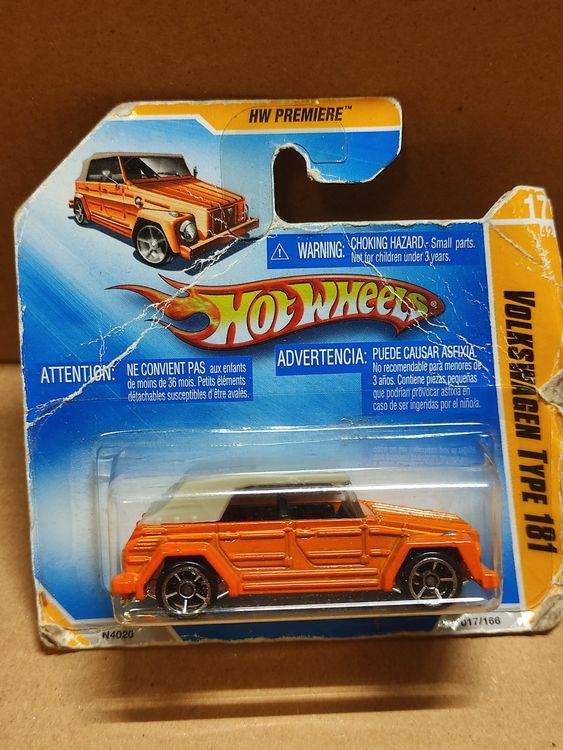 HW PREMIERE™
17
42
WARNING: CHOKING HAZARD - Small parts.
Not for children under 3 years.
HOT WHEELS®
ATTENTION: NE CONVIENT PAS aux enfants
de moins de 36 mois. Petits éléments
détachables susceptibles d'être avalés.
ADVERTENCIA: PUEDE CAUSAR ASFIXIA.
No recomendable para menores de
3 años. Contiene piezas pequeñas
que podrían provocar asfixia en
caso de ser ingeridas por el niño/a.
VOLKSWAGEN TYPE 181
N4020
017/166